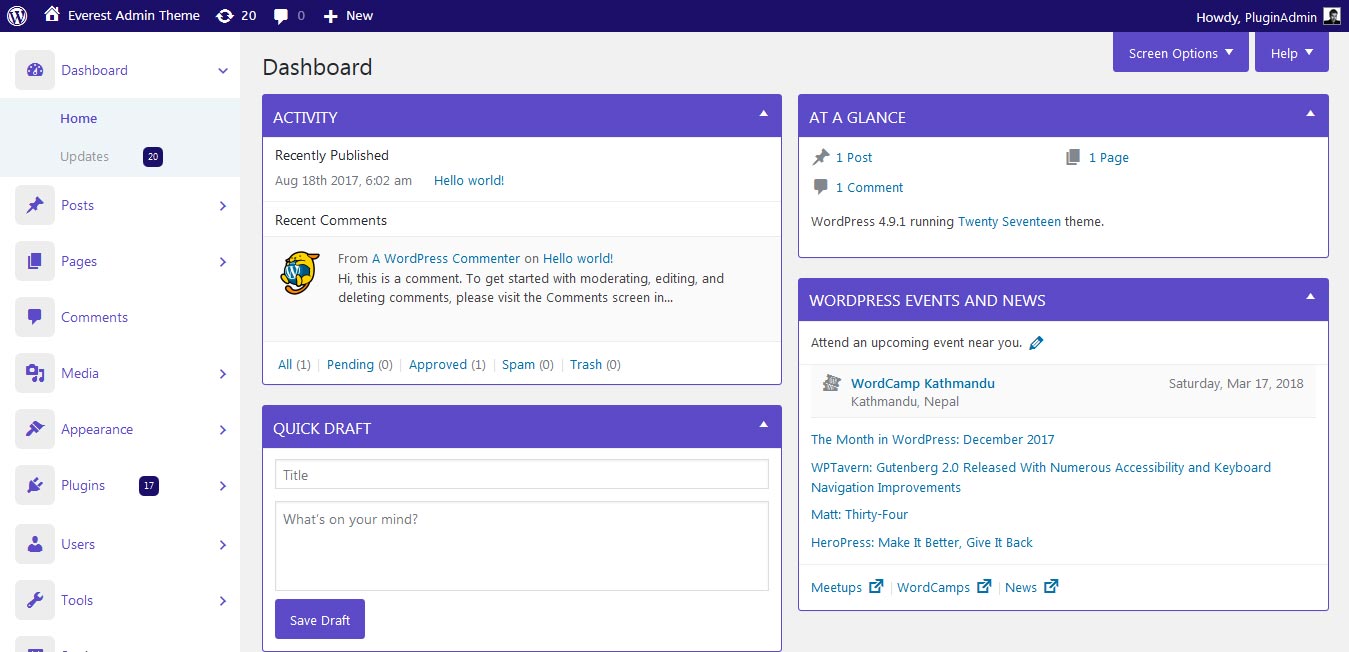 Everest Admin Theme 20 0 New
Howdy, PluginAdmin
Dashboard
Home
Updates 20
Posts
Pages
Comments
Media
Appearance
Plugins 17
Users
Tools
Screen Options
Help
Dashboard
ACTIVITY
Recently Published
Aug 18th 2017, 6:02 am Hello world!
Recent Comments
From A WordPress Commenter on Hello world!
Hi, this is a comment. To get started with moderating, editing, and
deleting comments, please visit the Comments screen in...
All (1) | Pending (0) | Approved (1) | Spam (0) | Trash (0)
QUICK DRAFT
Title
What's on your mind?
Save Draft
AT A GLANCE
1 Post 1 Page
1 Comment
WordPress 4.9.1 running Twenty Seventeen theme.
WORDPRESS EVENTS AND NEWS
Attend an upcoming event near you.
WordCamp Kathmandu Saturday, Mar 17, 2018
Kathmandu, Nepal
The Month in WordPress: December 2017
WPTavern: Gutenberg 2.0 Released With Numerous Accessibility and Keyboard
Navigation Improvements
Matt: Thirty-Four
HeroPress: Make It Better, Give It Back
Meetups | WordCamps | News